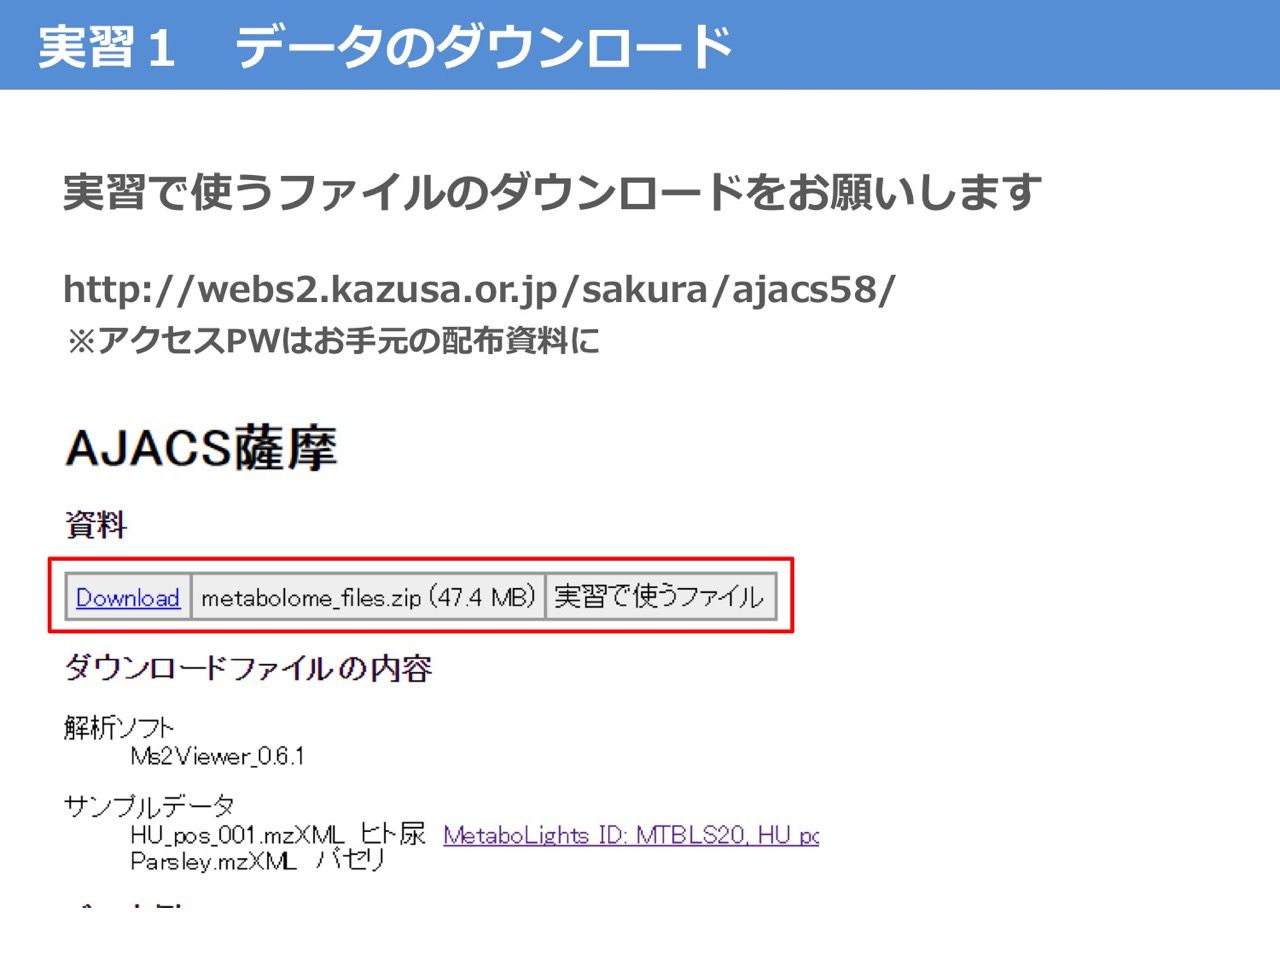 実習１　データのダウンロード
実習で使うファイルのダウンロードをお願いします
http://webs2.kazusa.or.jp/sakura/ajacs58/
※アクセスPWはお手元の配布資料に
AJACS薩摩
資料
Download metabolome_files.zip (47.4 MB) 実習で使うファイル
ダウンロードファイルの内容
解析ソフト
Ms2Viewer_0.6.1
サンプルデータ
HU_pos_001.mzXML ヒト尿 MetaboLights ID: MTBLS20, HU
Parsley.mzXML パセリ